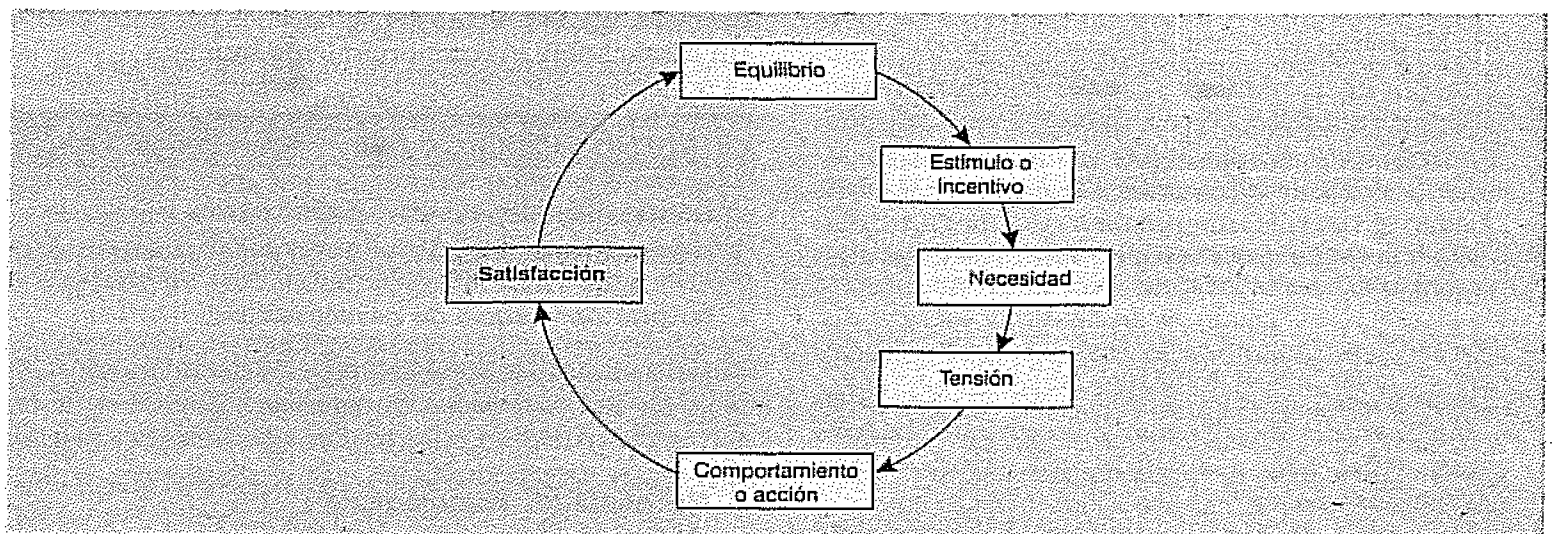 Equilibrio
Estímulo o
incentivo
Necesidad
Tensión
Comportamiento
o acción
Satisfacción